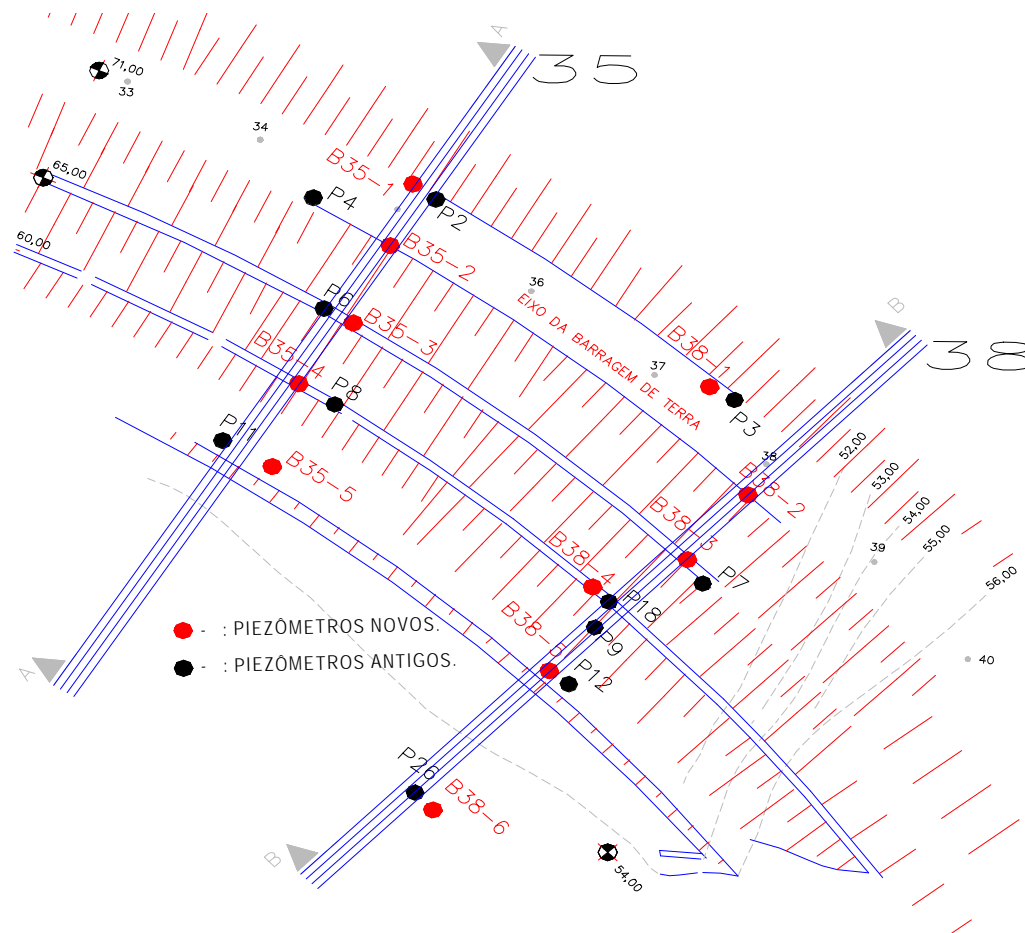 A
35
71,00
33
34
B35-1
65,00
P4
P2
60,00
B35-2
36
EIXO DA BARRAGEM DE TERRA
P6
B35-3
B
38
B35-4
37
B38-1
P8
P3
P11
52,00
38
B35-5
B38-2
53,00
54,00
B38-3
55,00
39
B38-4
P7
56,00
P18
- : PIEZÔMETROS NOVOS.
P9
B38-5
- : PIEZÔMETROS ANTIGOS.
P12
40
A
P26
B38-6
B
54,00